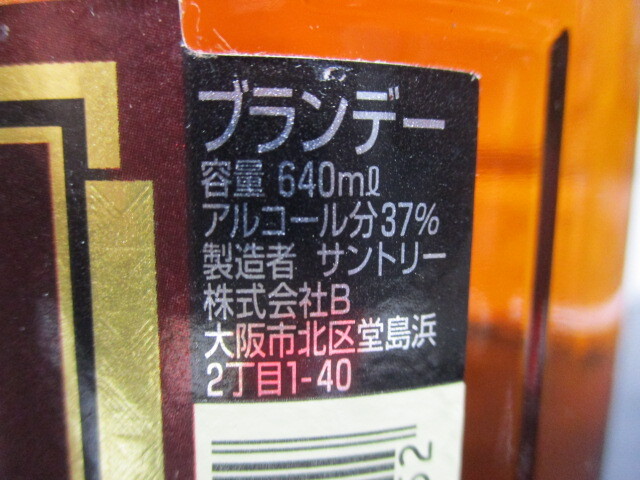 ブランデー
容量 640mℓ
アルコール分37%
製造者 サントリー
株式会社B
大阪市北区堂島浜
2丁目1-40